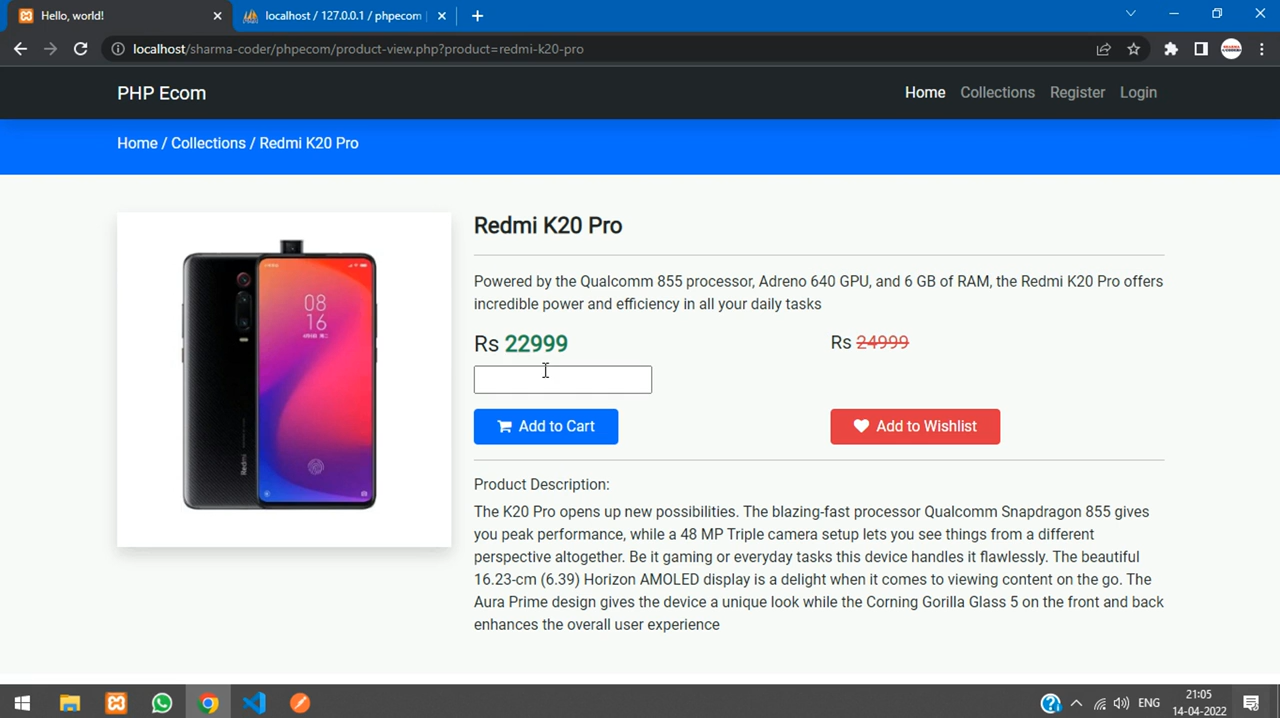 Hello, world!
localhost / 127.0.0.1 / phpecom
localhost/sharma-coder/phpecom/product-view.php?product=redmi-k20-pro
PHP Ecom
Home Collections Register Login
Home / Collections / Redmi K20 Pro
08
16
Redmi
Redmi K20 Pro
Powered by the Qualcomm 855 processor, Adreno 640 GPU, and 6 GB of RAM, the Redmi K20 Pro offers
incredible power and efficiency in all your daily tasks
Rs 22999
Rs 24999
Add to Cart
Add to Wishlist
Product Description:
The K20 Pro opens up new possibilities. The blazing-fast processor Qualcomm Snapdragon 855 gives
you peak performance, while a 48 MP Triple camera setup lets you see things from a different
perspective altogether. Be it gaming or everyday tasks this device handles it flawlessly. The beautiful
16.23-cm (6.39) Horizon AMOLED display is a delight when it comes to viewing content on the go. The
Aura Prime design gives the device a unique look while the Corning Gorilla Glass 5 on the front and back
enhances the overall user experience
ENG
21:05
14-04-2022